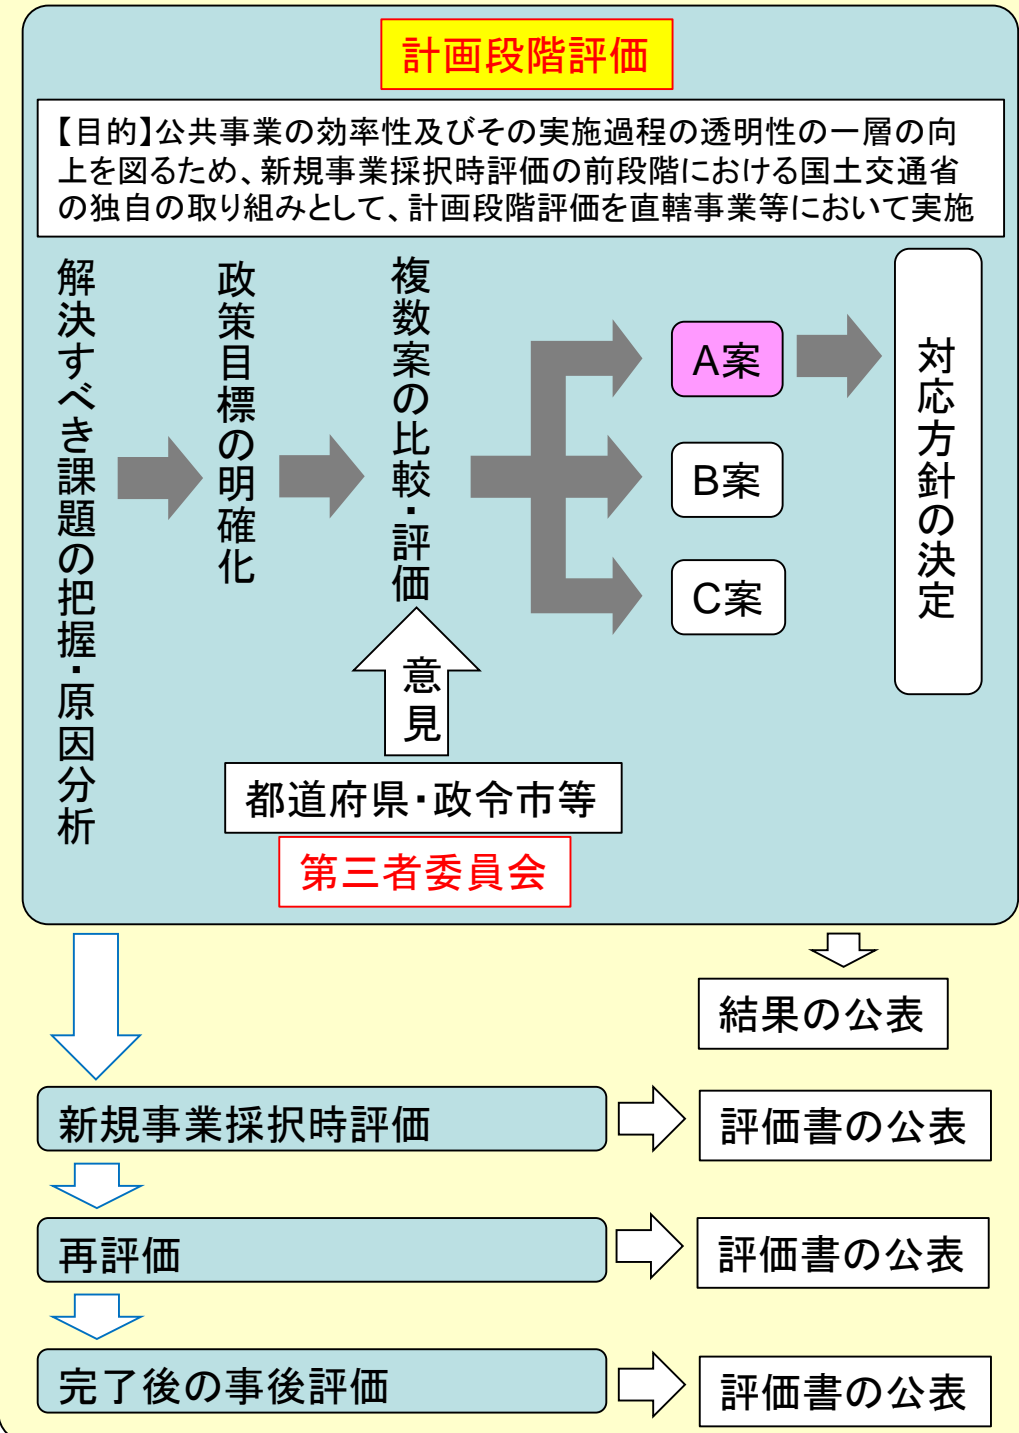 計画段階評価
【目的】公共事業の効率性及びその実施過程の透明性の一層の向
上を図るため、新規事業採択時評価の前段階における国土交通省
の独自の取り組みとして、計画段階評価を直轄事業等において実施
解決すべき課題の把握・原因分析
政策目標の明確化
複数案の比較・評価
A案
B案
C案
対応方針の決定
意見
都道府県・政令市等
第三者委員会
結果の公表
新規事業採択時評価
評価書の公表
再評価
評価書の公表
完了後の事後評価
評価書の公表